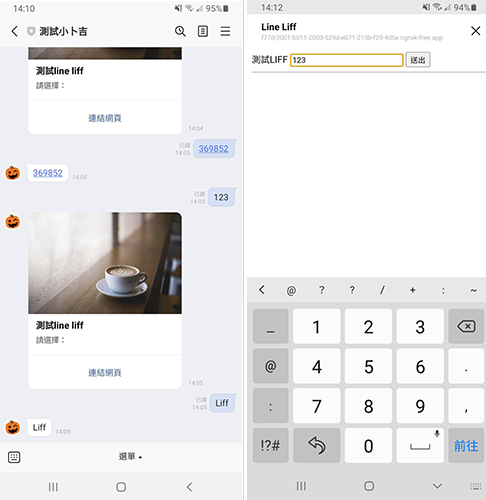 14:10
95%
測試小卜吉
測試line liff
請選擇：
連結網頁
14:04
已讀
14:05
369852
369852
14:05
已讀
14:05
123
測試line liff
請選擇：
連結網頁
14:05
已讀
14:05
Liff
Liff
14:05
選單
14:12
94%
Line Liff
f77d-2001-b011-2003-529d-e071-213b-f29-4d6e.ngrok-free.app
測試LIFF
123
送出
@ ? ? / + : ~
_ 1 2 3
@ 4 5 6 .
: 7 8 9 ,
!?# 0 前往